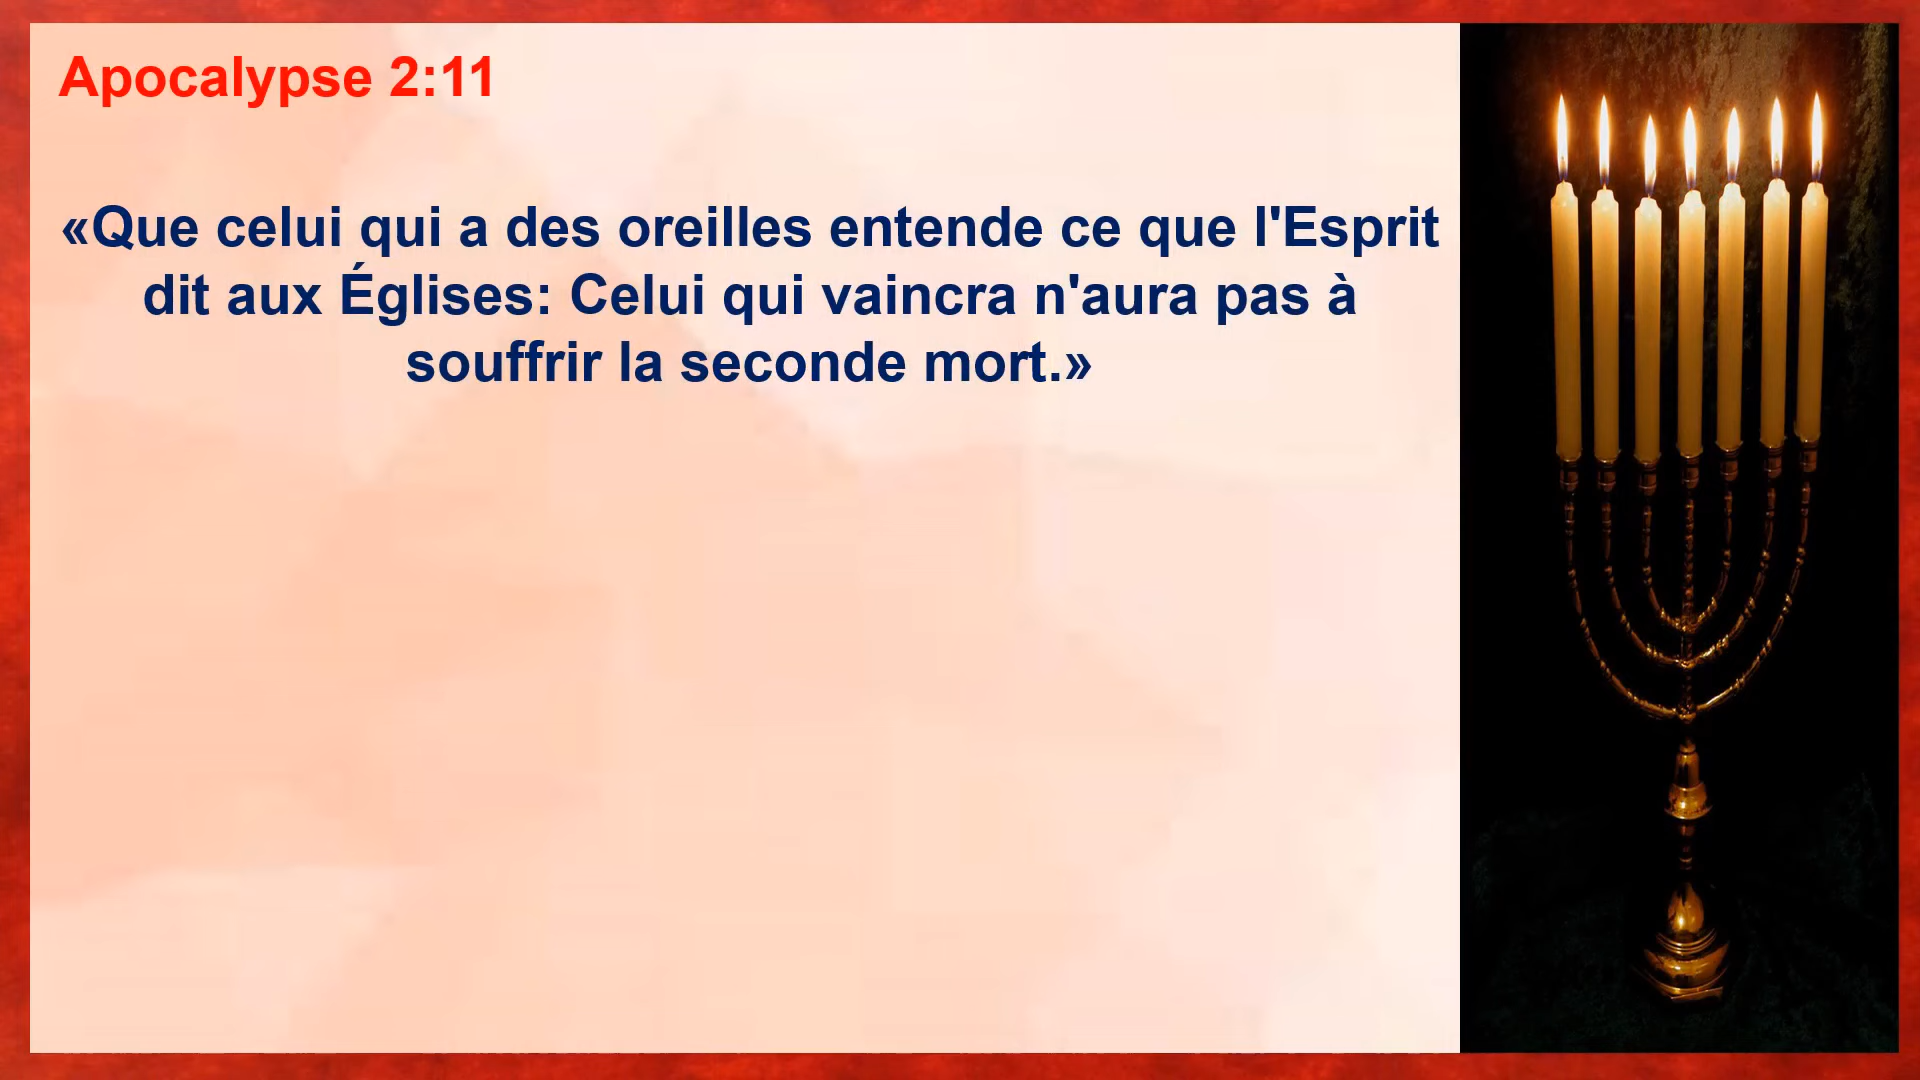 Apocalypse 2:11
«Que celui qui a des oreilles entende ce que l'Esprit
dit aux Églises: Celui qui vaincra n'aura pas à
souffrir la seconde mort.»